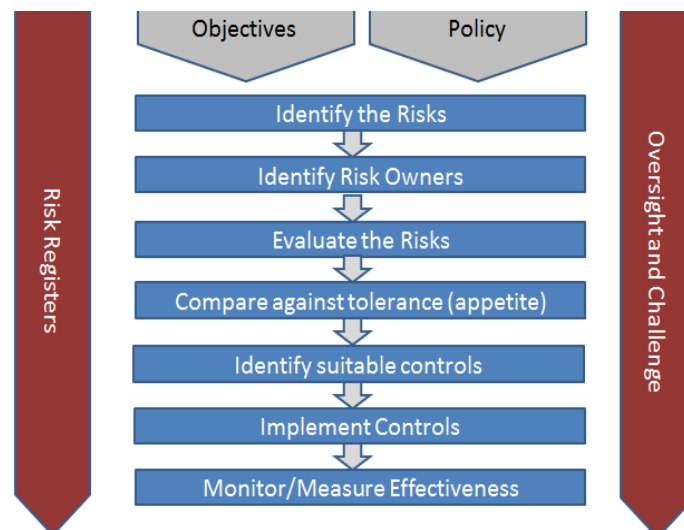 Objectives
Policy
Identify the Risks
Identify Risk Owners
Evaluate the Risks
Compare against tolerance (appetite)
Identify suitable controls
Implement Controls
Monitor/Measure Effectiveness
Risk Registers
Oversight and Challenge